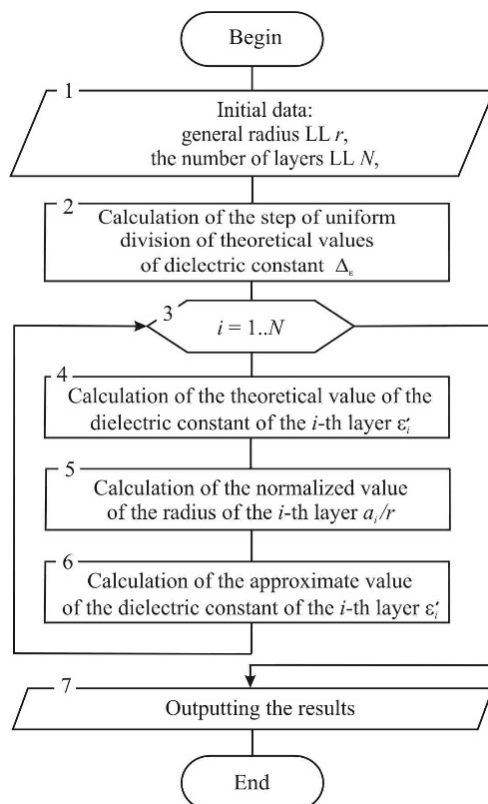 Begin
1
Initial data:
general radius LL r,
the number of layers LL N,
2
Calculation of the step of uniform
division of theoretical values
of dielectric constant Δε
3
i = 1..N
4
Calculation of the theoretical value of the
dielectric constant of the i-th layer ε′i
5
Calculation of the normalized value
of the radius of the i-th layer ai/r
6
Calculation of the approximate value
of the dielectric constant of the i-th layer ε′i
7
Outputting the results
End